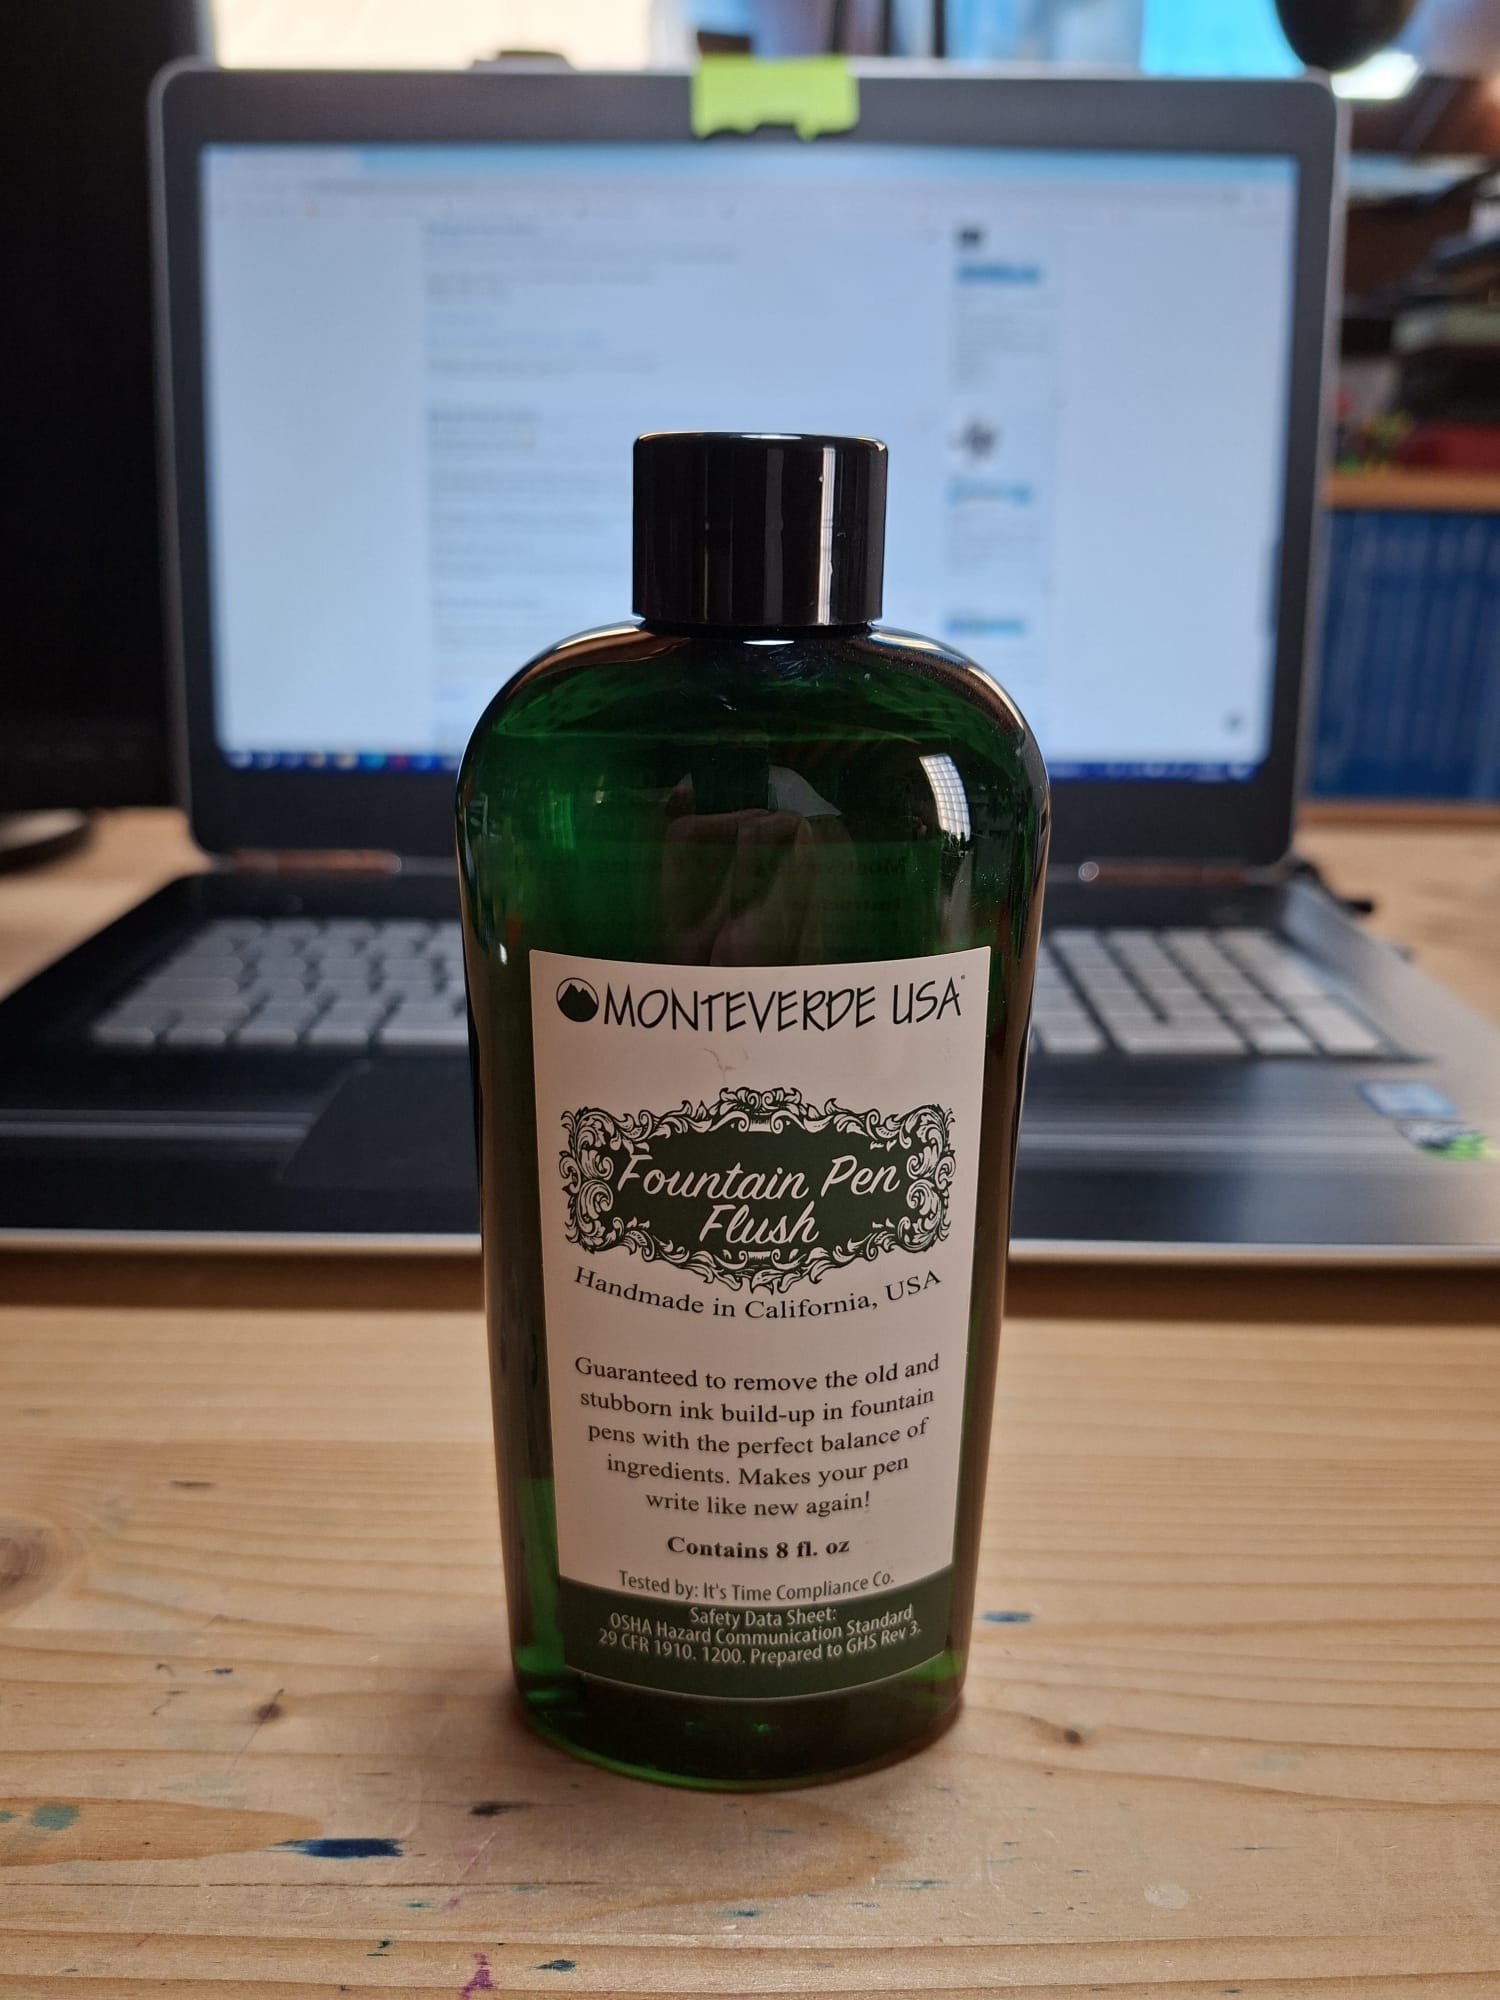 MONTEVERDE USA
Fountain Pen
Flush
Handmade in California, USA
Guaranteed to remove the old and
stubborn ink build-up in fountain
pens with the perfect balance of
ingredients. Makes your pen
write like new again!
Contains 8 fl. oz
Tested by: It's Time Compliance Co.
Safety Data Sheet:
OSHA Hazard Communication Standard
29 CFR 1910. 1200. Prepared to GHS Rev 3.